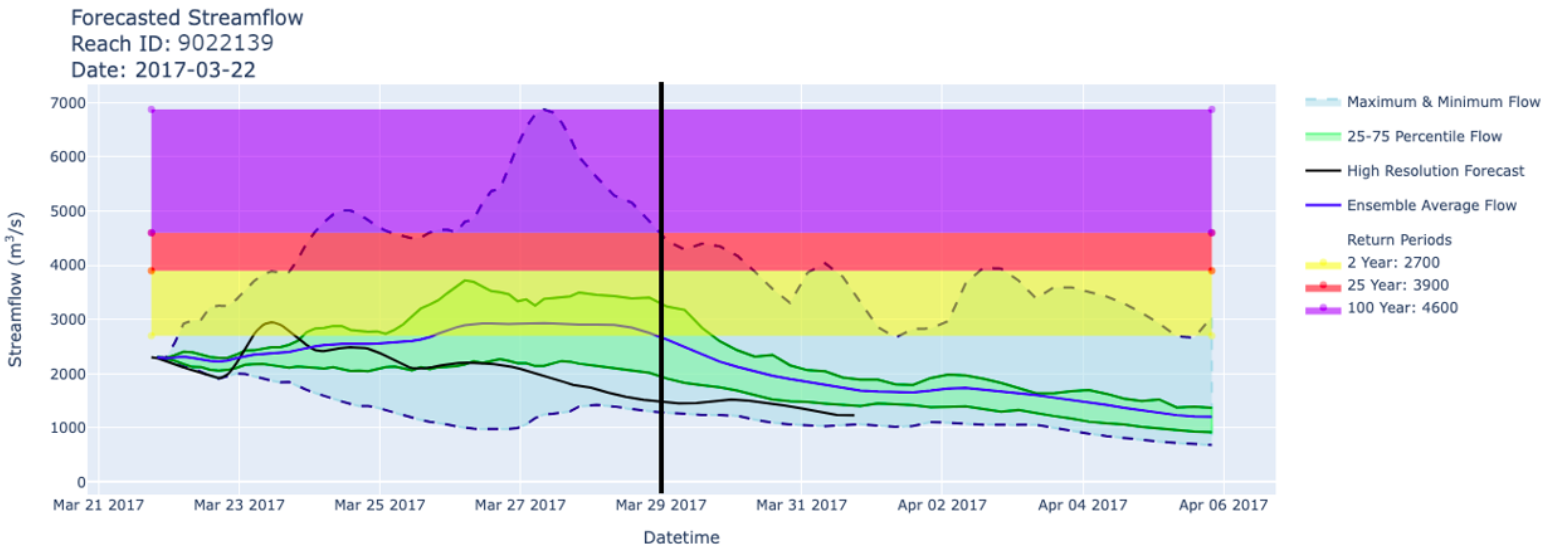 Forecasted Streamflow
Reach ID: 9022139
Date: 2017-03-22
Streamflow (m³/s)
7000
6000
5000
4000
3000
2000
1000
0
Mar 21 2017
Mar 23 2017
Mar 25 2017
Mar 27 2017
Mar 29 2017
Mar 31 2017
Apr 02 2017
Apr 04 2017
Apr 06 2017
Datetime
Maximum & Minimum Flow
25-75 Percentile Flow
High Resolution Forecast
Ensemble Average Flow
Return Periods
2 Year: 2700
25 Year: 3900
100 Year: 4600